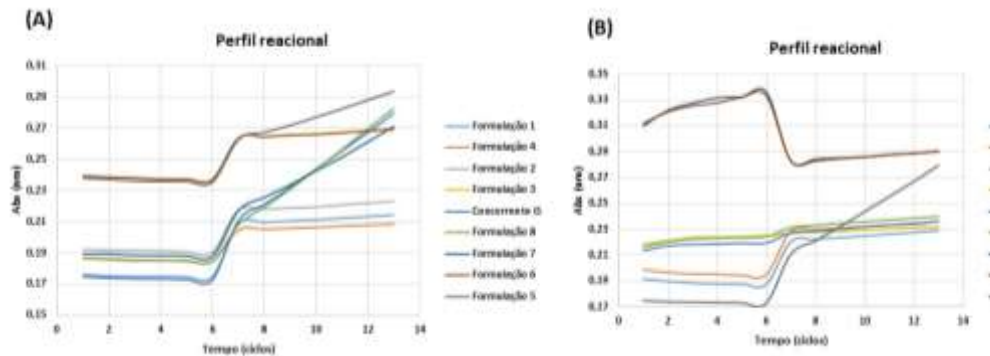 (A)
Perfil reacional
Abs (nm)
0,31
0,29
0,27
0,25
0,23
0,21
0,19
0,17
0,15
0
2
4
6
8
10
12
14
Tempo (ciclos)
Formulação 1
Formulação 4
Formulação 2
Formulação 3
Concorrente G
Formulação 8
Formulação 7
Formulação 6
Formulação 5
(B)
Perfil reacional
Abs (nm)
0,35
0,33
0,31
0,29
0,27
0,25
0,23
0,21
0,19
0,17
0
2
4
6
8
10
12
14
Tempo (ciclos)